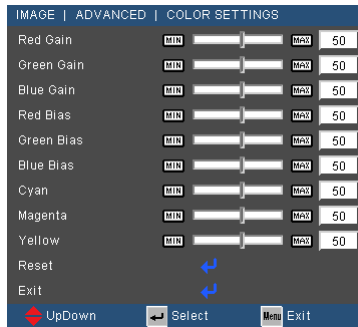 IMAGE | ADVANCED | COLOR SETTINGS
Red Gain MIN MAX 50
Green Gain MIN MAX 50
Blue Gain MIN MAX 50
Red Bias MIN MAX 50
Green Bias MIN MAX 50
Blue Bias MIN MAX 50
Cyan MIN MAX 50
Magenta MIN MAX 50
Yellow MIN MAX 50
Reset
Exit
UpDown Select Menu Exit